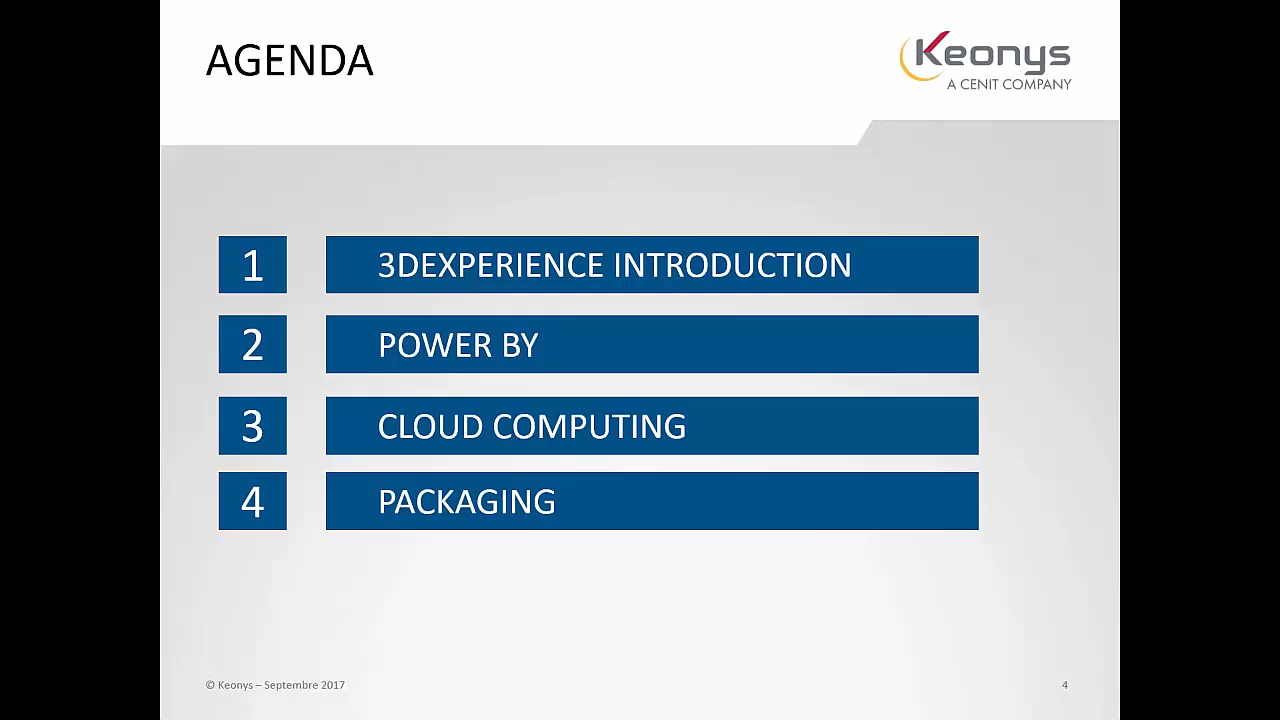 AGENDA
Keonys
A CENIT COMPANY
1 3DEXPERIENCE INTRODUCTION
2 POWER BY
3 CLOUD COMPUTING
4 PACKAGING
© Keonys – Septembre 2017
4